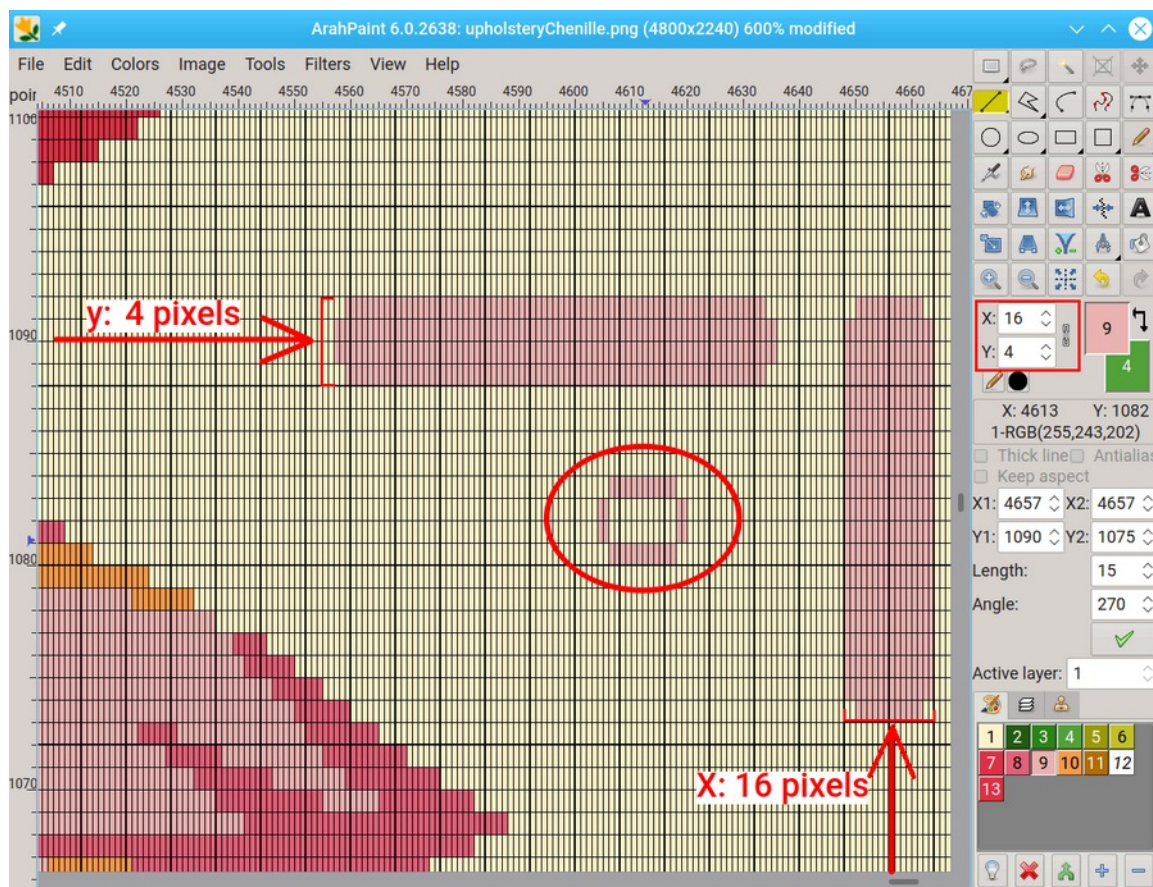 ArahPaint 6.0.2638: upholsteryChenille.png (4800x2240) 600% modified
File Edit Colors Image Tools Filters View Help
poir 4510 4520 4530 4540 4550 4560 4570 4580 4590 4600 4610 4620 4630 4640 4650 4660 467
1100
y: 4 pixels
1090
1080
1070
X: 16 pixels
A
X: 16
Y: 4
9
4
X: 4613 Y: 1082
1-RGB(255,243,202)
Thick line Antialias
Keep aspect
X1: 4657 X2: 4657
Y1: 1090 Y2: 1075
Length: 15
Angle: 270
Active layer: 1
1 2 3 4 5 6
7 8 9 10 11 12
13